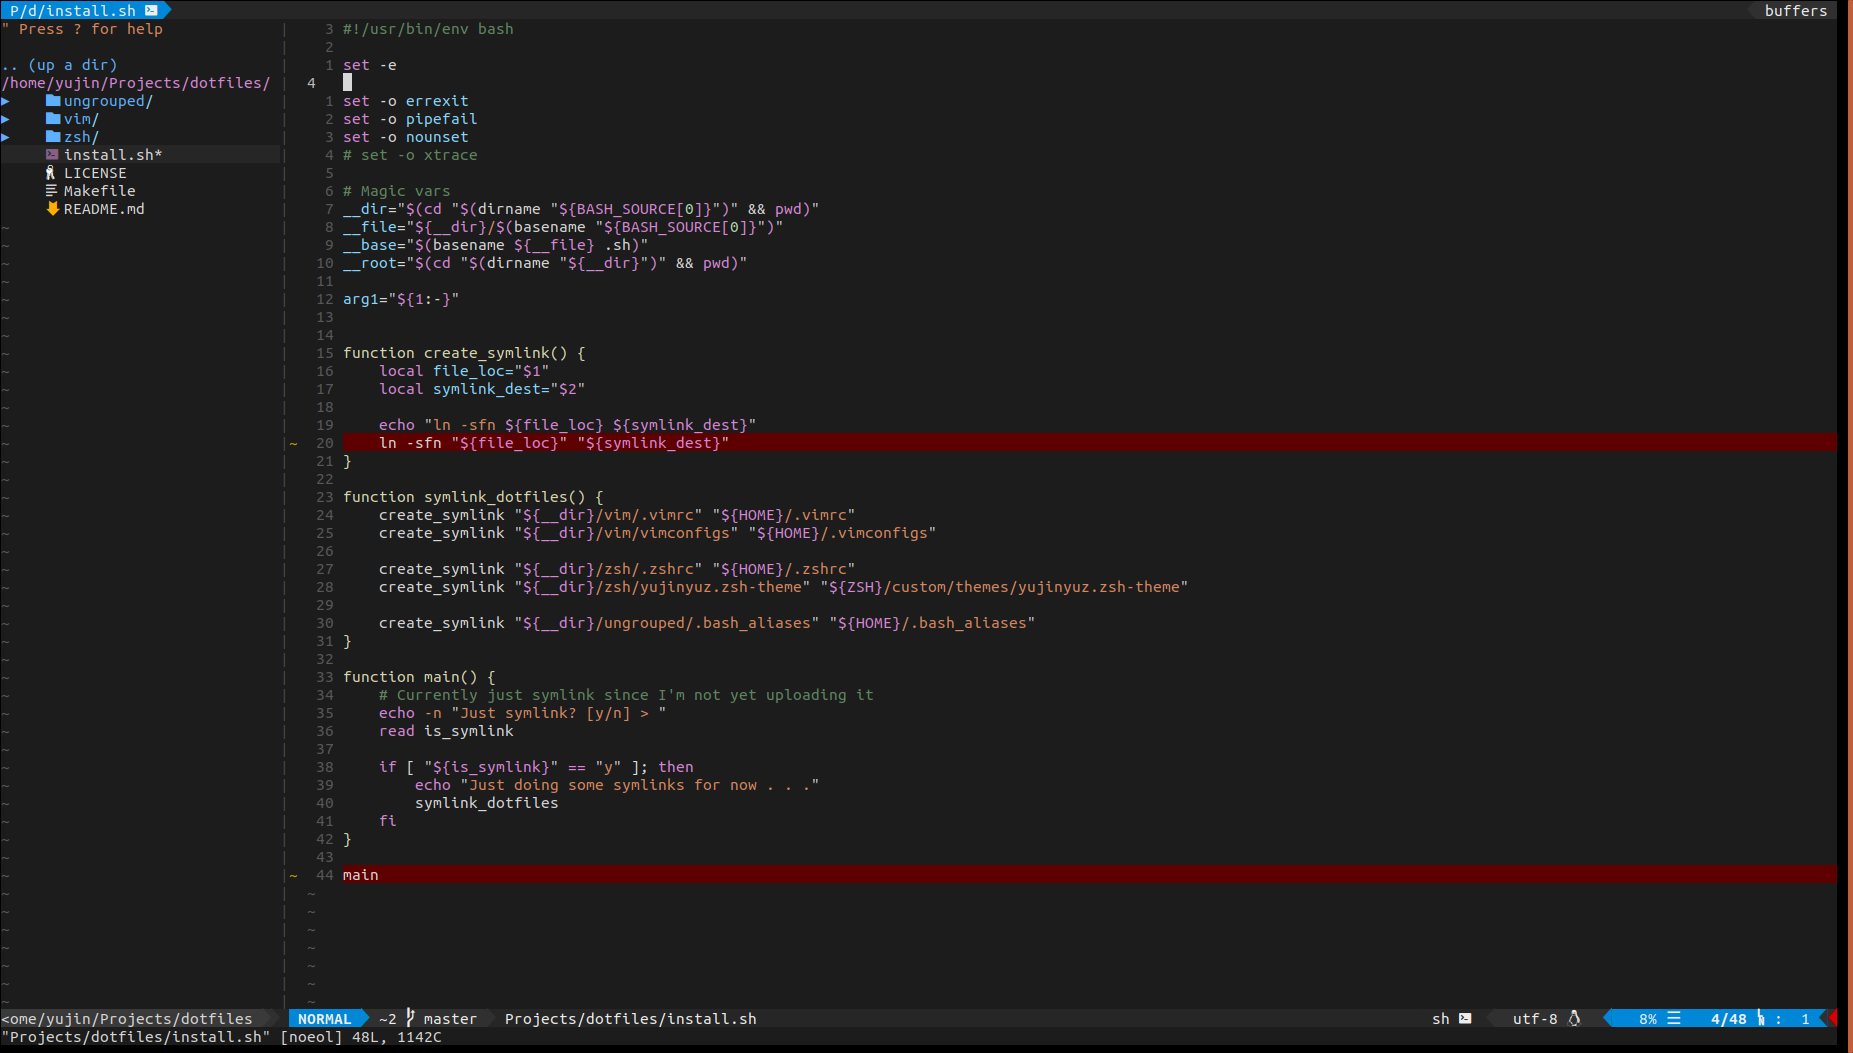 P/d/install.sh
buffers
" Press ? for help
.. (up a dir)
/home/yujin/Projects/dotfiles/
▶ ungrouped/
▶ vim/
▶ zsh/
install.sh*
LICENSE
Makefile
README.md
3 #!/usr/bin/env bash
2
1 set -e
4
1 set -o errexit
2 set -o pipefail
3 set -o nounset
4 # set -o xtrace
5
6 # Magic vars
7 __dir="$(cd "$(dirname "${BASH_SOURCE[0]}")" && pwd)"
8 __file="${__dir}/$(basename "${BASH_SOURCE[0]}")"
9 __base="$(basename ${__file} .sh)"
10 __root="$(cd "$(dirname "${__dir}")" && pwd)"
11
12 arg1="${1:-}"
13
14
15 function create_symlink() {
16     local file_loc="$1"
17     local symlink_dest="$2"
18
19     echo "ln -sfn ${file_loc} ${symlink_dest}"
~ 20     ln -sfn "${file_loc}" "${symlink_dest}"
21 }
22
23 function symlink_dotfiles() {
24     create_symlink "${__dir}/vim/.vimrc" "${HOME}/.vimrc"
25     create_symlink "${__dir}/vim/vimconfigs" "${HOME}/.vimconfigs"
26
27     create_symlink "${__dir}/zsh/.zshrc" "${HOME}/.zshrc"
28     create_symlink "${__dir}/zsh/yujinyuz.zsh-theme" "${ZSH}/custom/themes/yujinyuz.zsh-theme"
29
30     create_symlink "${__dir}/ungrouped/.bash_aliases" "${HOME}/.bash_aliases"
31 }
32
33 function main() {
34     # Currently just symlink since I'm not yet uploading it
35     echo -n "Just symlink? [y/n] > "
36     read is_symlink
37
38     if [ "${is_symlink}" == "y" ]; then
39         echo "Just doing some symlinks for now . . ."
40         symlink_dotfiles
41     fi
42 }
43
~ 44 main
<ome/yujin/Projects/dotfiles
NORMAL ~2 master Projects/dotfiles/install.sh
sh utf-8 8% ☰ 4/48 : 1
"Projects/dotfiles/install.sh" [noeol] 48L, 1142C